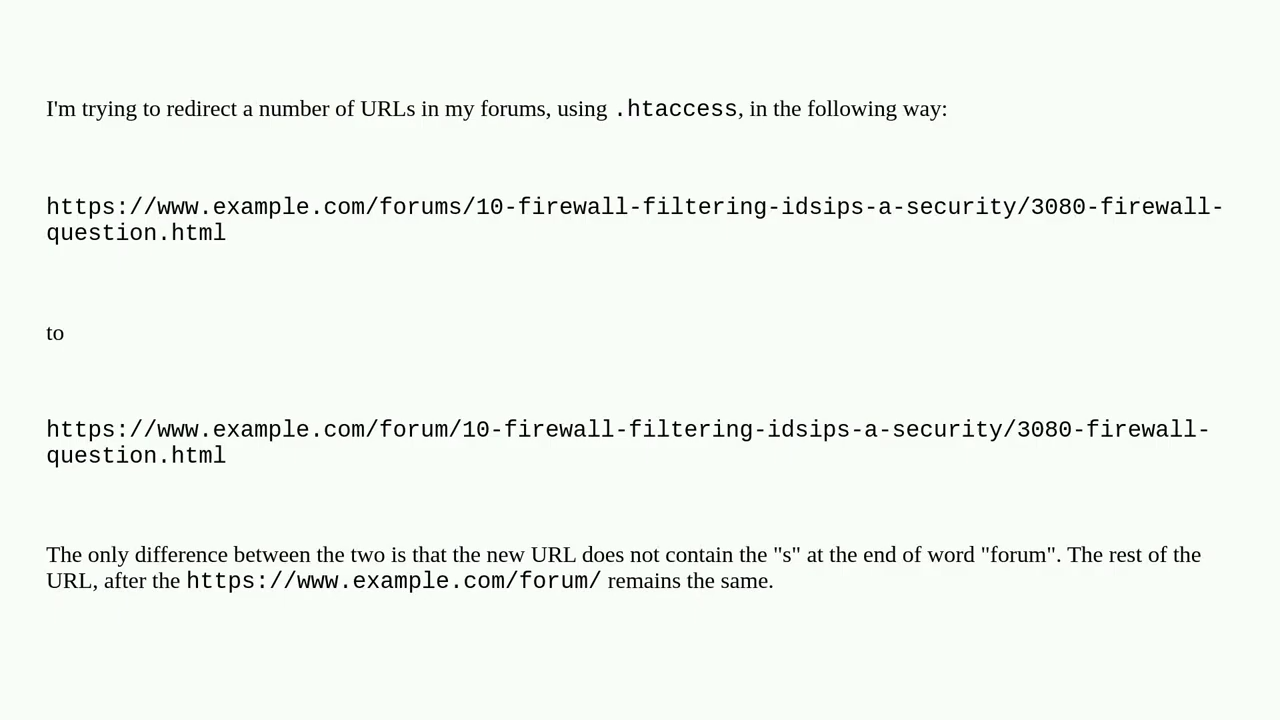 I'm trying to redirect a number of URLs in my forums, using .htaccess, in the following way:
https://www.example.com/forums/10-firewall-filtering-idsips-a-security/3080-firewall-
question.html
to
https://www.example.com/forum/10-firewall-filtering-idsips-a-security/3080-firewall-
question.html
The only difference between the two is that the new URL does not contain the "s" at the end of word "forum". The rest of the
URL, after the https://www.example.com/forum/ remains the same.